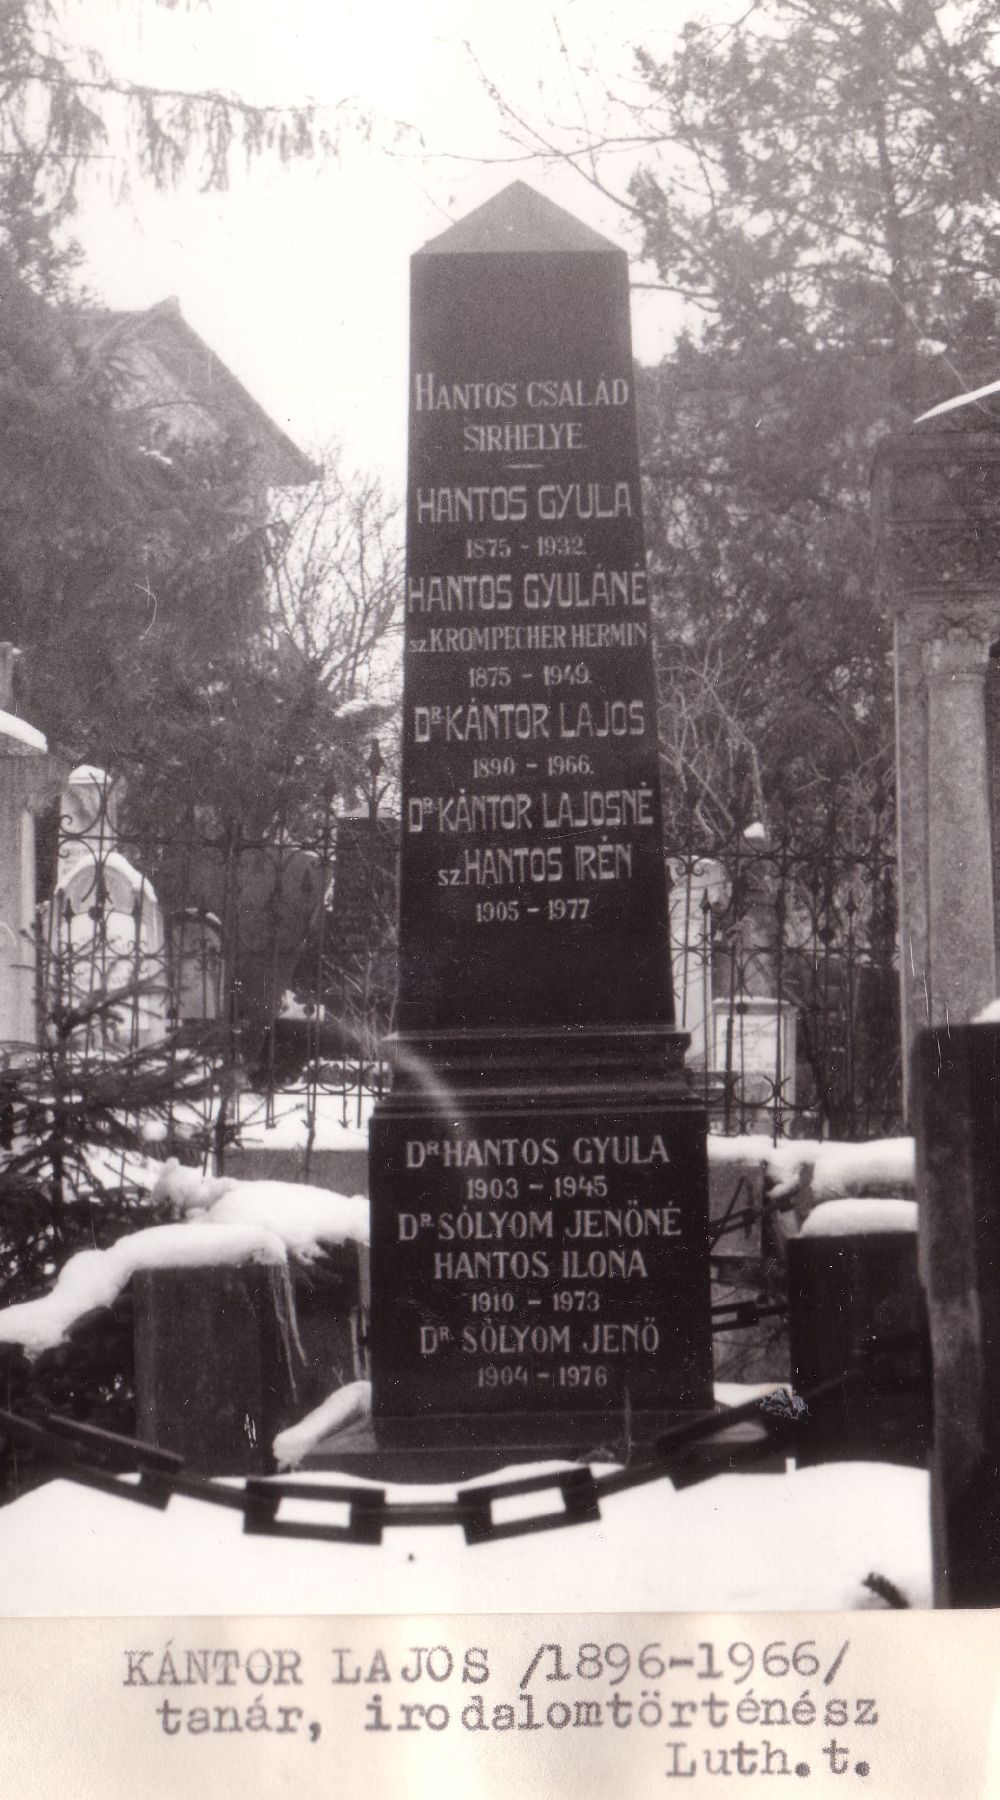 HANTOS CSALÁD
SIRHELYE
HANTOS GYULA
1875 - 1932.
HANTOS GYULÁNÉ
SZ. KROMPECHER HERMIN
1875 - 1949.
DR. KÁNTOR LAJOS
1890 - 1966.
DR. KÁNTOR LAJOSNÉ
SZ. HANTOS IRÉN
1905 - 1977
DR. HANTOS GYULA
1903 - 1945
DR. SÓLYOM JENŐNÉ
HANTOS ILONA
1910 - 1973
DR. SÓLYOM JENŐ
1904 - 1976
KÁNTOR LAJOS /1896-1966/
tanár, irodalomtörténész
Luth.t.